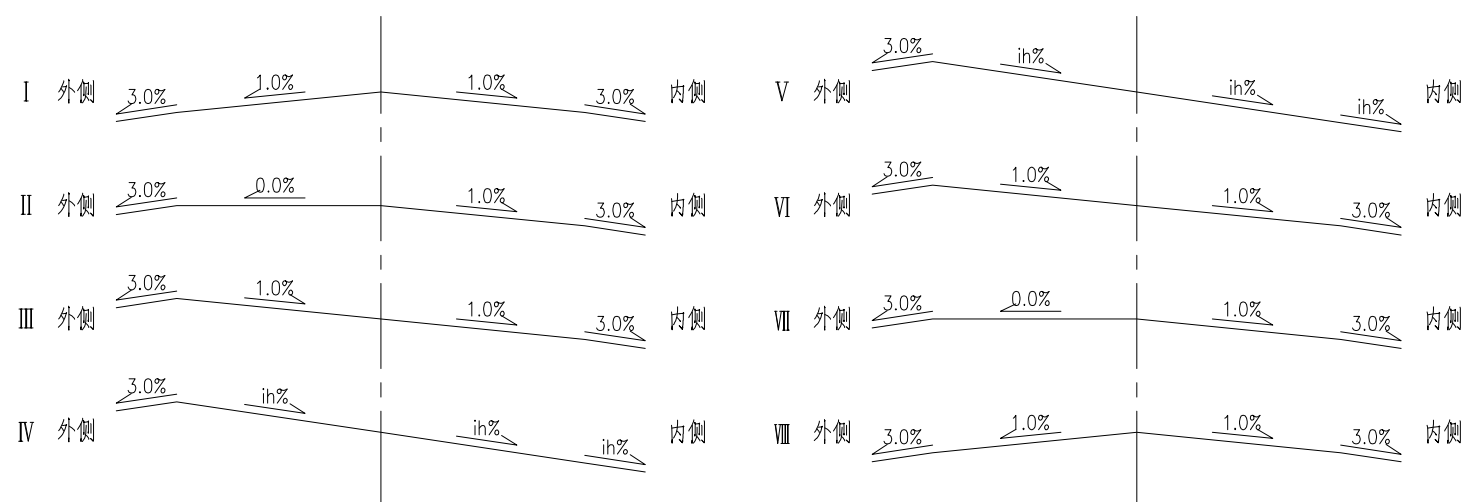 Ⅰ 外侧 3.0% 1.0% 1.0% 3.0% 内侧
Ⅱ 外侧 3.0% 0.0% 1.0% 3.0% 内侧
Ⅲ 外侧 3.0% 1.0% 1.0% 3.0% 内侧
Ⅳ 外侧 3.0% ih% ih% ih% 内侧
Ⅴ 外侧 3.0% ih% ih% ih% 内侧
Ⅵ 外侧 3.0% 1.0% 1.0% 3.0% 内侧
Ⅶ 外侧 3.0% 0.0% 1.0% 3.0% 内侧
Ⅷ 外侧 3.0% 1.0% 1.0% 3.0% 内侧